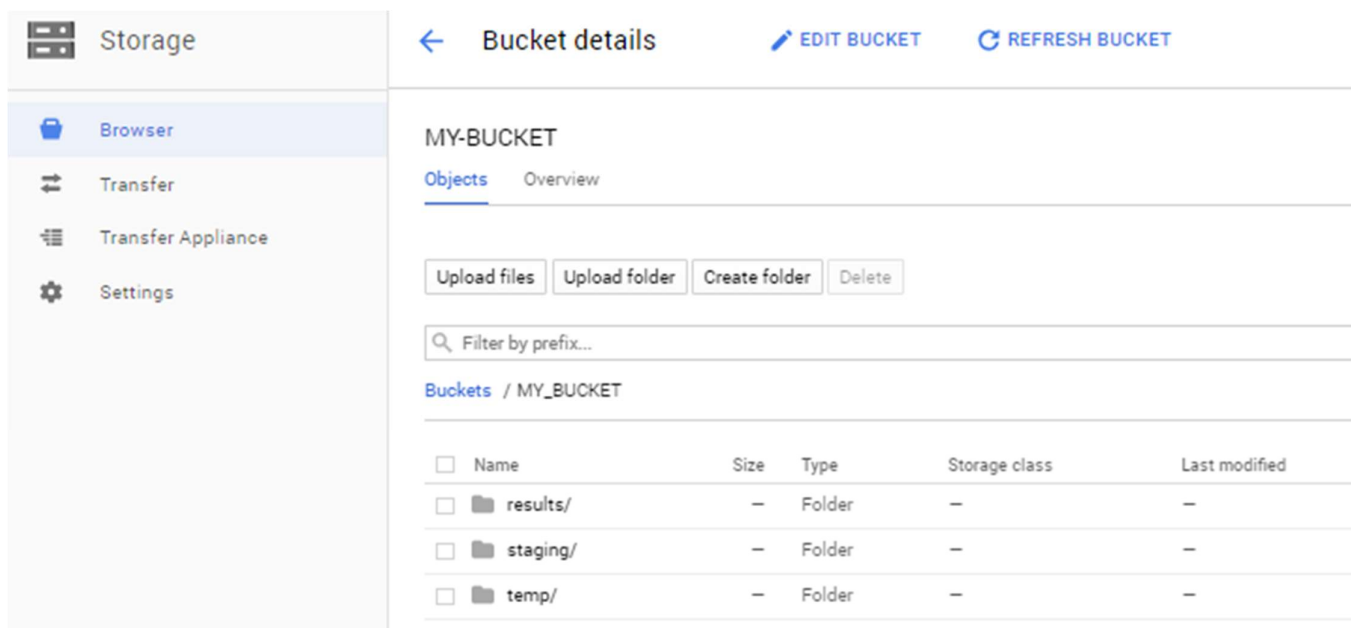 Storage
Bucket details EDIT BUCKET REFRESH BUCKET
Browser
Transfer
Transfer Appliance
Settings
MY-BUCKET
Objects Overview
Upload files Upload folder Create folder Delete
Filter by prefix...
Buckets / MY_BUCKET
Name Size Type Storage class Last modified
results/ – Folder – –
staging/ – Folder – –
temp/ – Folder – –